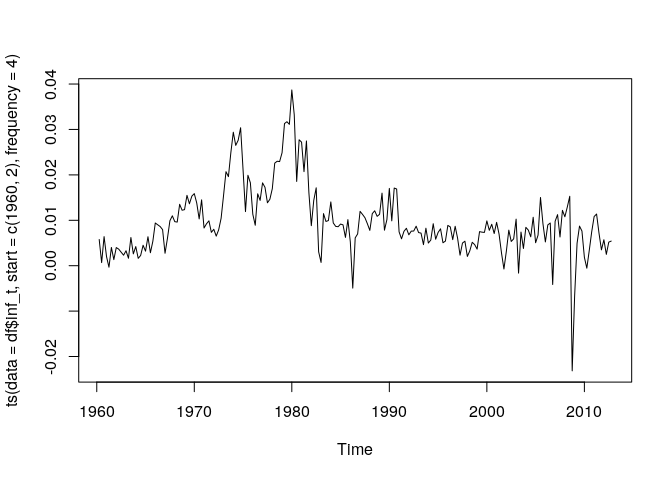 ts(data = df$inf_t, start = c(1960, 2), frequency = 4)
0.04
0.03
0.02
0.01
0.00
-0.02
1960 1970 1980 1990 2000 2010
Time